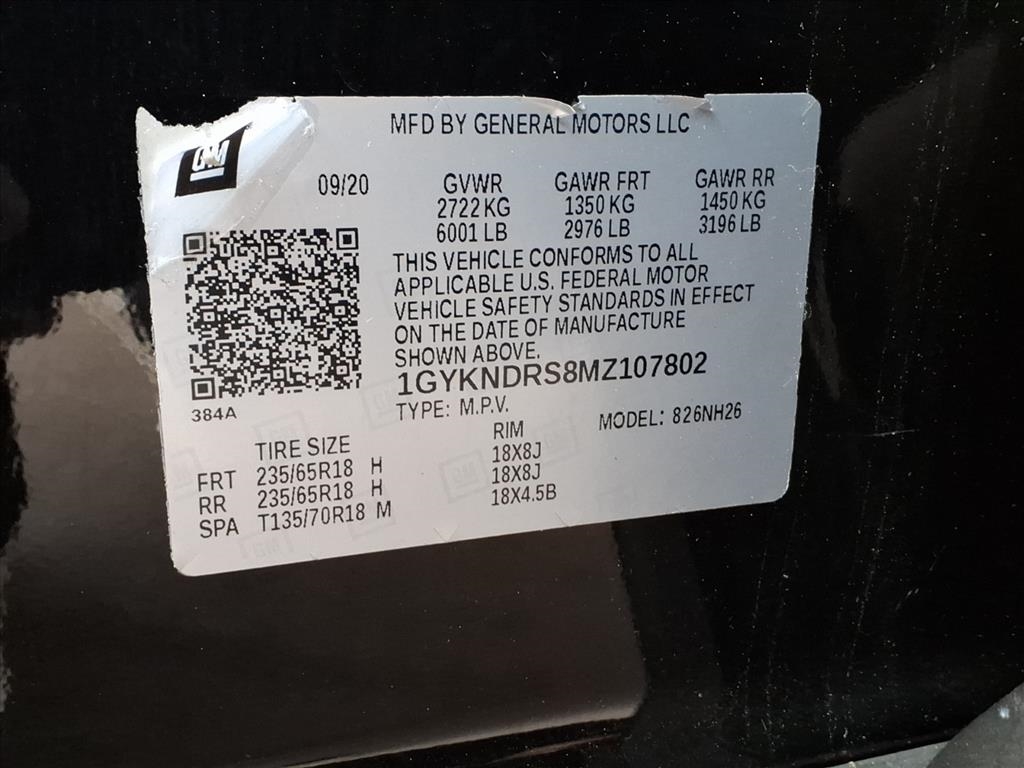 GM
MFD BY GENERAL MOTORS LLC
09/20
GVWR GAWR FRT GAWR RR
2722 KG 1350 KG 1450 KG
6001 LB 2976 LB 3196 LB
THIS VEHICLE CONFORMS TO ALL
APPLICABLE U.S. FEDERAL MOTOR
VEHICLE SAFETY STANDARDS IN EFFECT
ON THE DATE OF MANUFACTURE
SHOWN ABOVE.
1GYKNDRS8MZ107802
384A
TYPE: M.P.V. MODEL: 826NH26
TIRE SIZE RIM
FRT 235/65R18 H 18X8J
RR 235/65R18 H 18X8J
SPA T135/70R18 M 18X4.5B